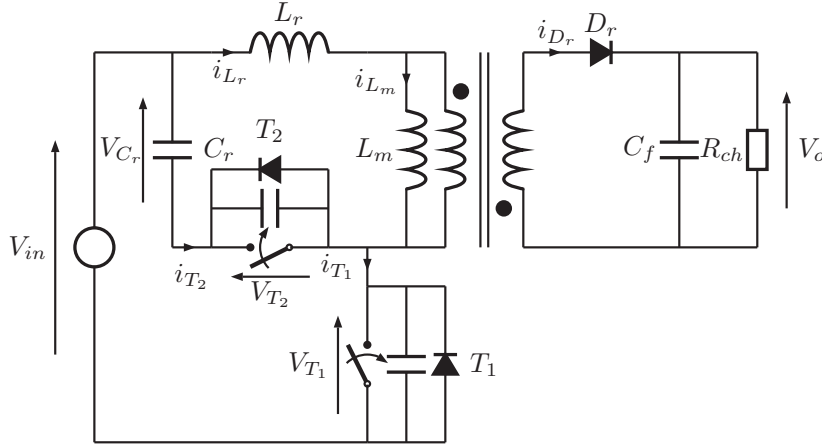 L_r
i_{D_r}
D_r
i_{L_r}
i_{L_m}
V_{C_r}
C_r
T_2
L_m
C_f
R_{ch}
V_o
V_{in}
i_{T_2}
V_{T_2}
i_{T_1}
V_{T_1}
T_1